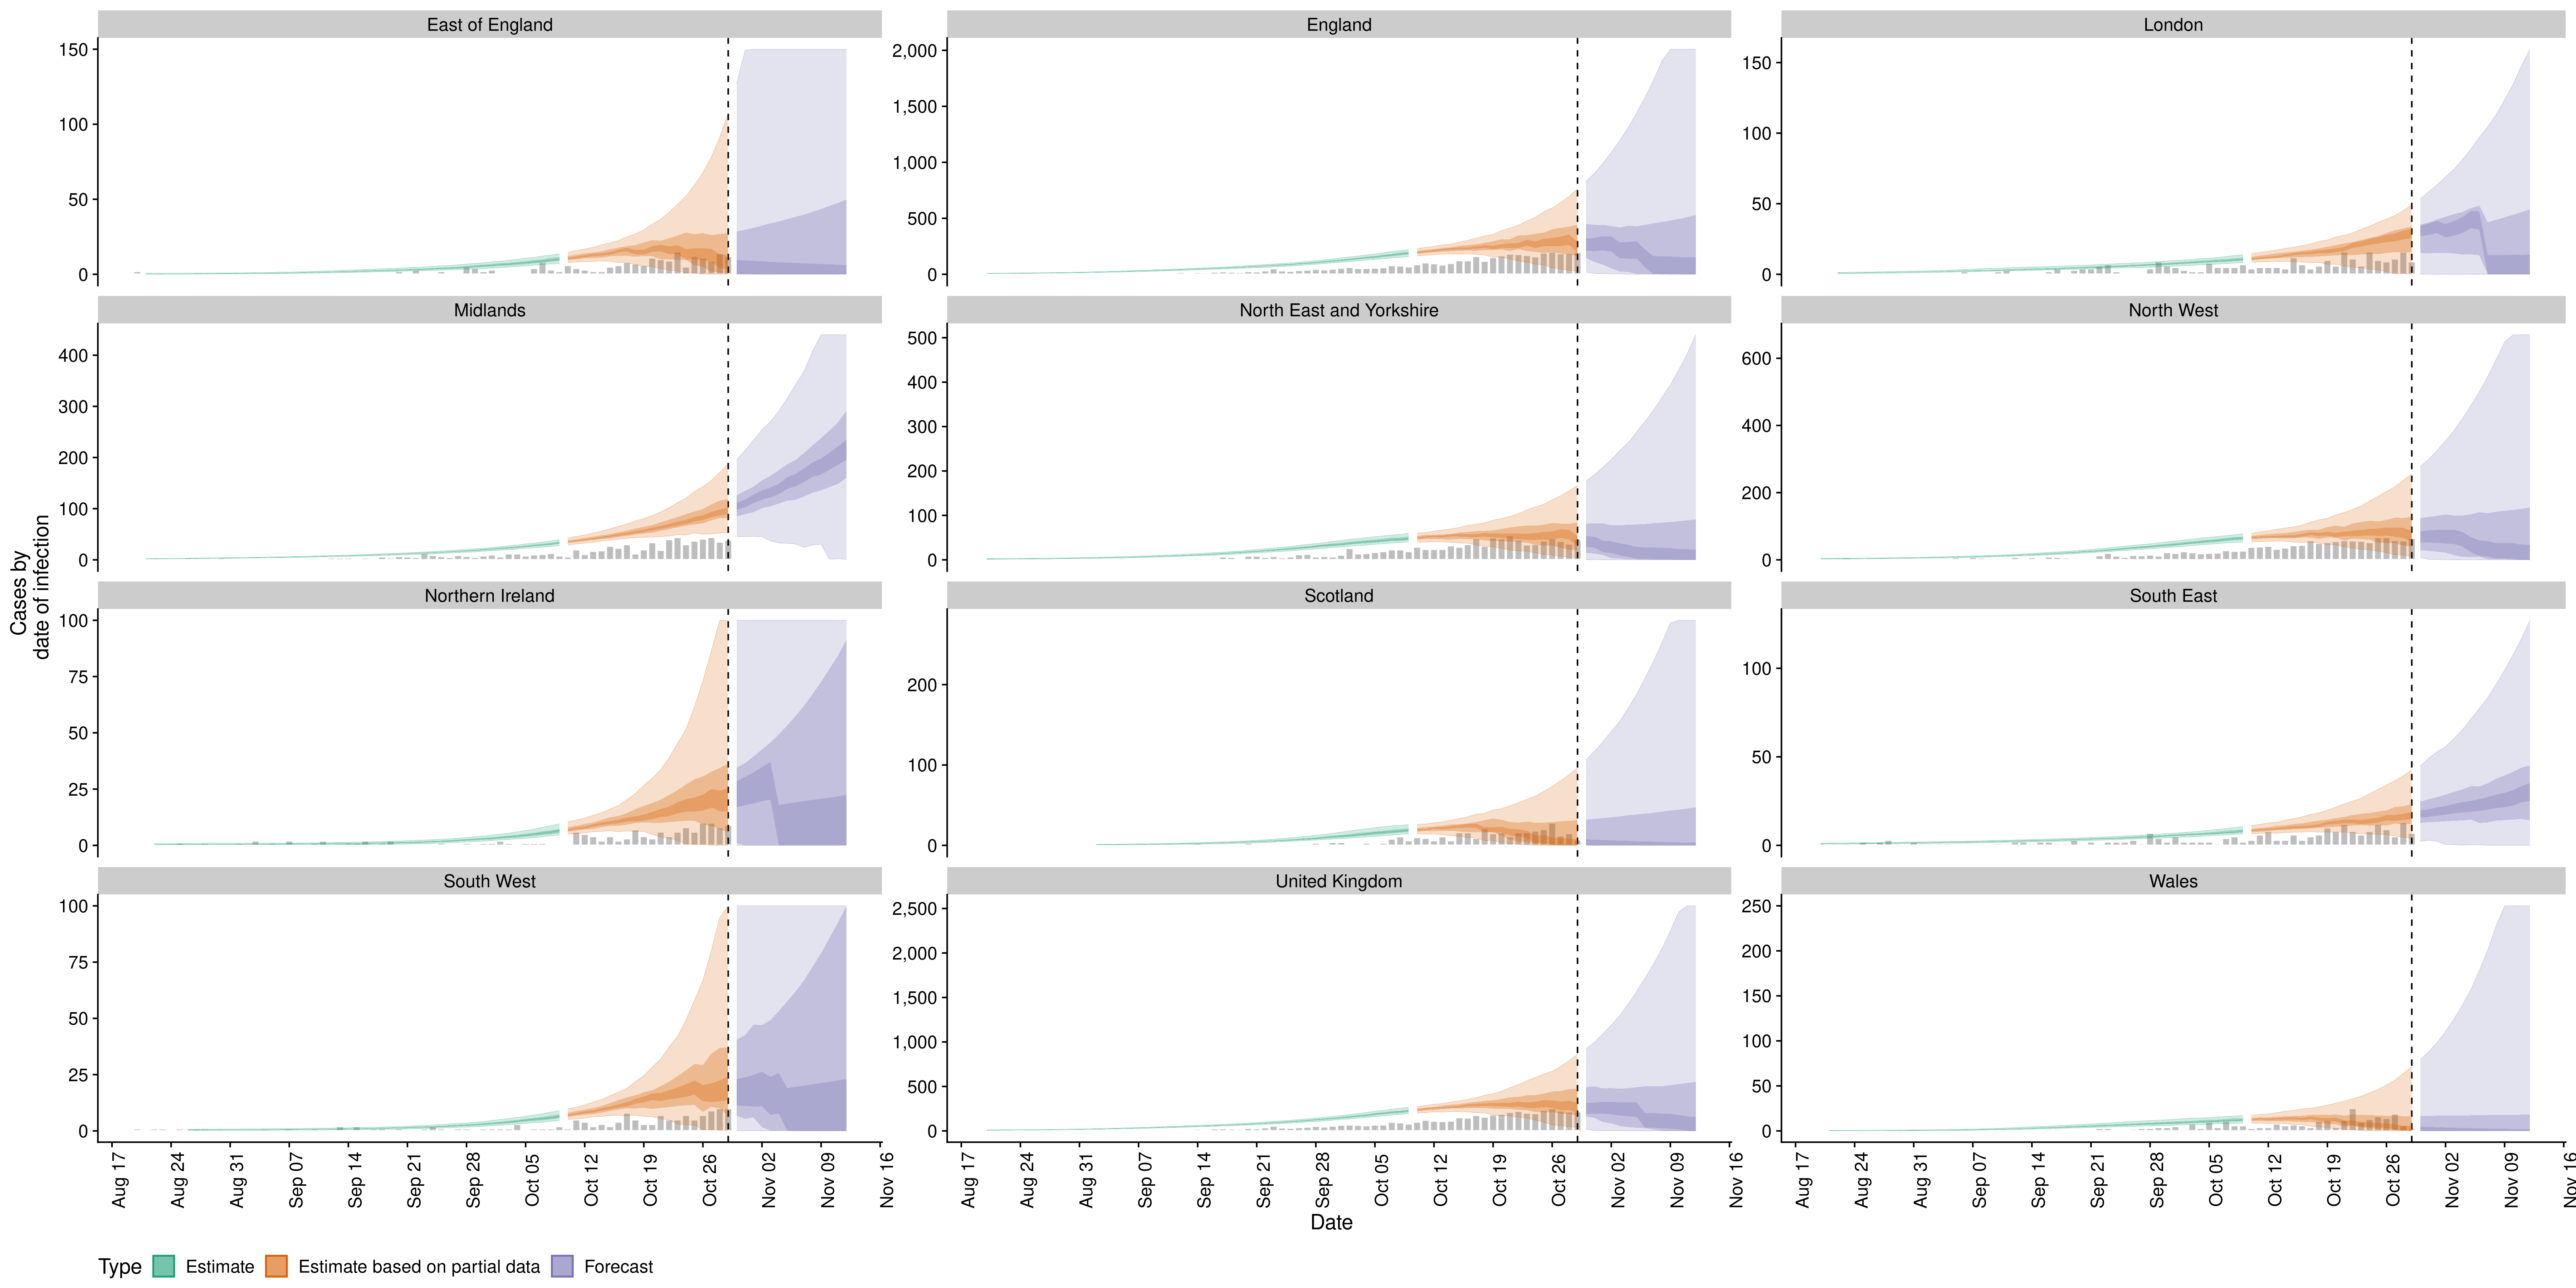 East of England
England
London
150
100
50
0
2,000
1,500
1,000
500
0
150
100
50
0
Midlands
North East and Yorkshire
North West
400
300
200
100
0
500
400
300
200
100
0
600
400
200
0
Cases by
date of infection
Northern Ireland
Scotland
South East
100
75
50
25
0
200
100
0
100
50
0
South West
United Kingdom
Wales
100
75
50
25
0
2,500
2,000
1,500
1,000
500
0
250
200
150
100
50
0
Aug 17
Aug 24
Aug 31
Sep 07
Sep 14
Sep 21
Sep 28
Oct 05
Oct 12
Oct 19
Oct 26
Nov 02
Nov 09
Nov 16
Aug 17
Aug 24
Aug 31
Sep 07
Sep 14
Sep 21
Sep 28
Oct 05
Oct 12
Oct 19
Oct 26
Nov 02
Nov 09
Nov 16
Aug 17
Aug 24
Aug 31
Sep 07
Sep 14
Sep 21
Sep 28
Oct 05
Oct 12
Oct 19
Oct 26
Nov 02
Nov 09
Nov 16
Date
Type Estimate Estimate based on partial data Forecast